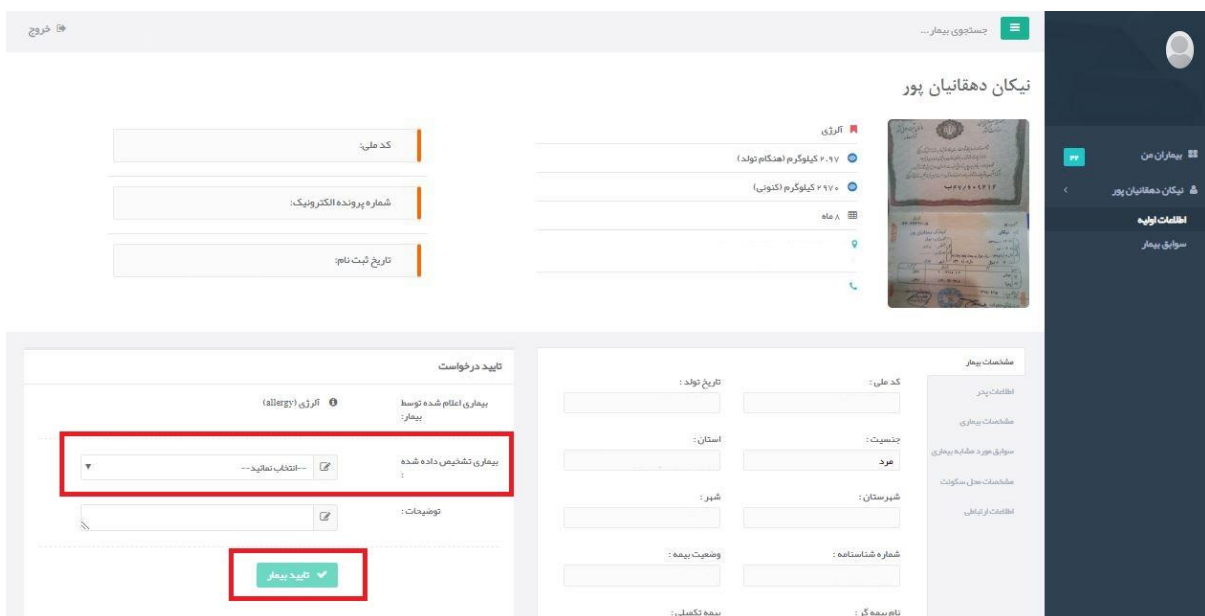 جستجوی بیمار ...
خروج
نیکان دهقانیان پور
آلرژی
۲.۹۷ کیلوگرم (هنگام تولد)
۲۹۷۰ کیلوگرم (کنونی)
۸ ماه
کد ملی:
شماره پرونده الکترونیک:
تاریخ ثبت نام:
بیماران من
۴۴
نیکان دهقانیان پور
اطلاعات اولیه
سوابق بیمار
مشخصات بیمار
اطلاعات پدر
مشخصات بیماری
سوابق مورد مشابه بیماری
مشخصات محل سکونت
اطلاعات ارتباطی
کد ملی :
تاریخ تولد :
جنسیت :
استان :
مرد
شهرستان :
شهر :
شماره شناسنامه :
وضعیت بیمه :
نام بیمه گر :
بیمه تکمیلی :
تایید درخواست
بیماری اعلام شده توسط
بیمار:
آلرژی (allergy)
بیماری تشخیص داده شده
:
--انتخاب نمائید--
توضیحات :
تایید بیمار